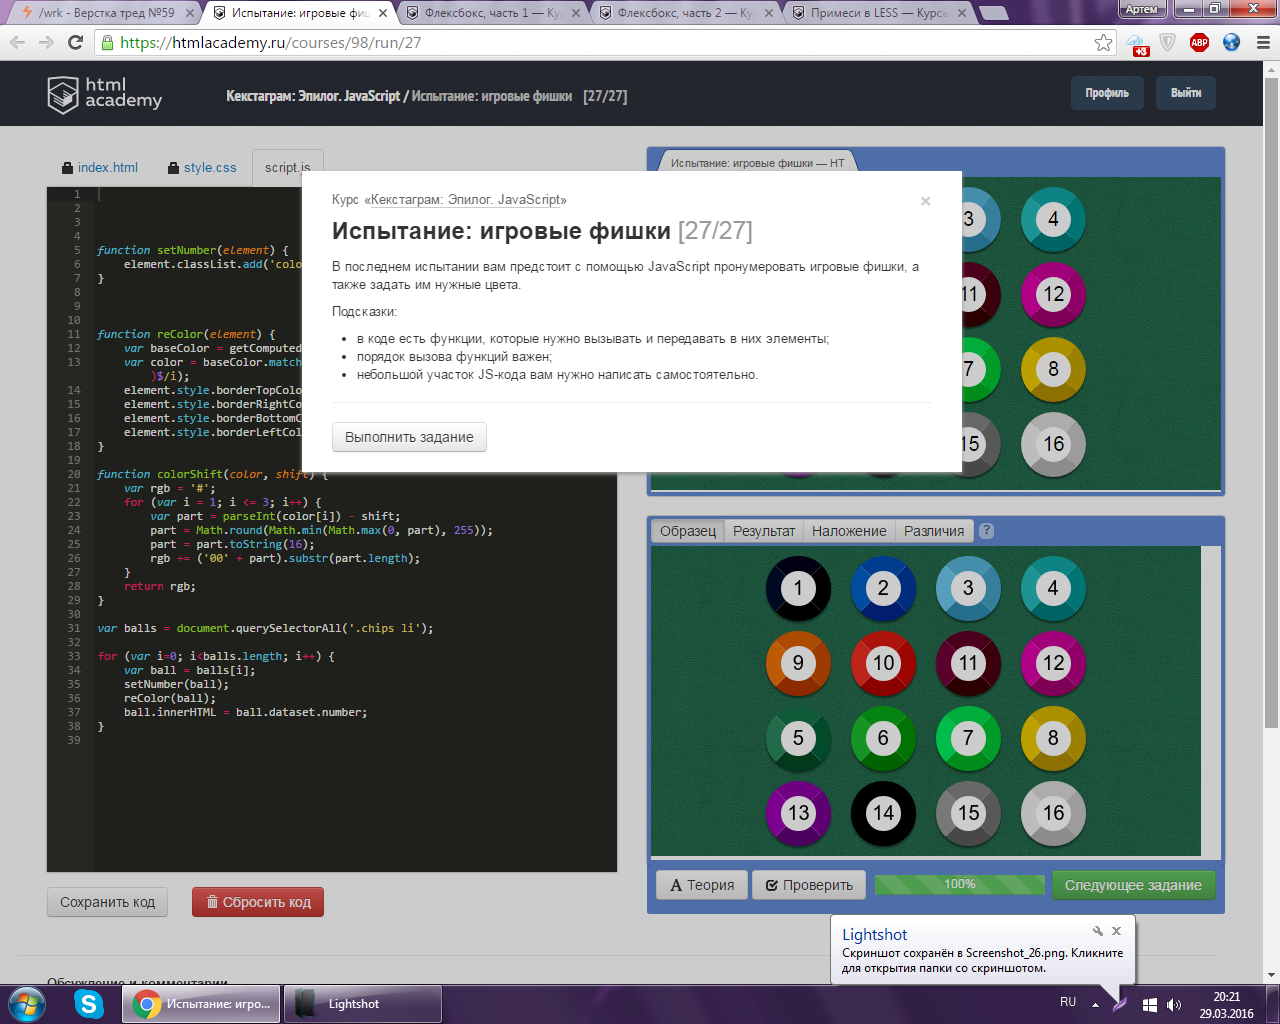 /wrk - Верстка тред №59
Испытание: игровые фиш
Флексбокс, часть 1 — Ку
Флексбокс, часть 2 — Ку
Примеси в LESS — Курсы
Артем
https://htmlacademy.ru/courses/98/run/27
+3
ABP
html
academy
Кекстаграм: Эпилог. JavaScript / Испытание: игровые фишки [27/27]
Профиль
Выйти
index.html
style.css
script.js
Испытание: игровые фишки — HT
Курс «Кекстаграм: Эпилог. JavaScript»
×
Испытание: игровые фишки [27/27]
В последнем испытании вам предстоит с помощью JavaScript пронумеровать игровые фишки, а
также задать им нужные цвета.
Подсказки:
в коде есть функции, которые нужно вызывать и передавать в них элементы;
порядок вызова функций важен;
небольшой участок JS-кода вам нужно написать самостоятельно.
Выполнить задание
1
2
3
4
5 function setNumber(element) {
6 element.classList.add('colo
7 }
8
9
10
11 function reColor(element) {
12 var baseColor = getComputed
13 var color = baseColor.match
)$/i);
14 element.style.borderTopColo
15 element.style.borderRightCo
16 element.style.borderBottomC
17 element.style.borderLeftCol
18 }
19
20 function colorShift(color, shift) {
21 var rgb = '#';
22 for (var i = 1; i <= 3; i++) {
23 var part = parseInt(color[i]) - shift;
24 part = Math.round(Math.min(Math.max(0, part), 255));
25 part = part.toString(16);
26 rgb += ('00' + part).substr(part.length);
27 }
28 return rgb;
29 }
30
31 var balls = document.querySelectorAll('.chips li');
32
33 for (var i=0; i<balls.length; i++) {
34 var ball = balls[i];
35 setNumber(ball);
36 reColor(ball);
37 ball.innerHTML = ball.dataset.number;
38 }
39
3 4
11 12
7 8
15 16
Образец Результат Наложение Различия ?
1 2 3 4
9 10 11 12
5 6 7 8
13 14 15 16
Сохранить код
Сбросить код
Теория
Проверить
100%
Следующее задание
Обсуждение и комментарии
Lightshot
Скриншот сохранён в Screenshot_26.png. Кликните
для открытия папки со скриншотом.
Испытание: игро...
Lightshot
RU
20:21
29.03.2016